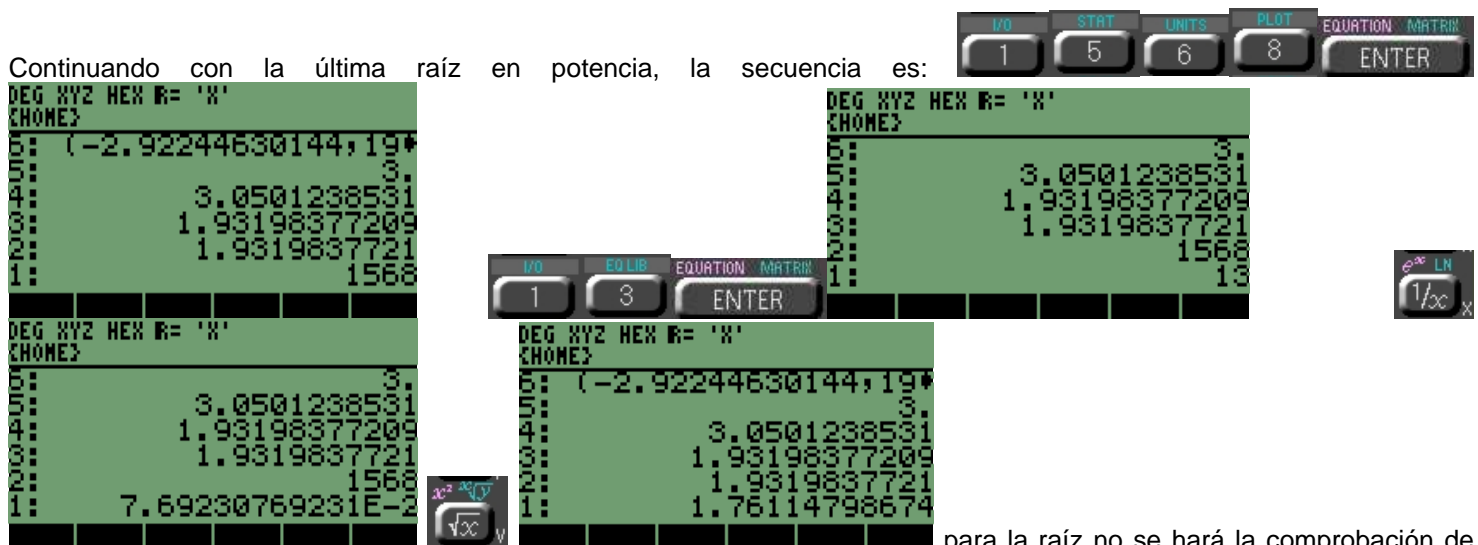 I/O STAT UNITS PLOT EQUATION MATRIX
1 5 6 8 ENTER
Continuando con la última raíz en potencia, la secuencia es:
DEG XYZ HEX R= 'X'
{HOME}
6: (-2.92244630144,19♦
5: 3.
4: 3.0501238531
3: 1.93198377209
2: 1.9319837721
1: 1568
I/O EQ LIB EQUATION MATRIX
1 3 ENTER
DEG XYZ HEX R= 'X'
{HOME}
6: 3.
5: 3.0501238531
4: 1.93198377209
3: 1.9319837721
2: 1568
1: 13
eˣ LN
1/x X
DEG XYZ HEX R= 'X'
{HOME}
6: 3.
5: 3.0501238531
4: 1.93198377209
3: 1.9319837721
2: 1568
1: 7.69230769231E-2
x² ˣ√y
√x V
DEG XYZ HEX R= 'X'
{HOME}
6: (-2.92244630144,19♦
5: 3.
4: 3.0501238531
3: 1.93198377209
2: 1.9319837721
1: 1.76114798674
para la raíz no se hará la comprobación de